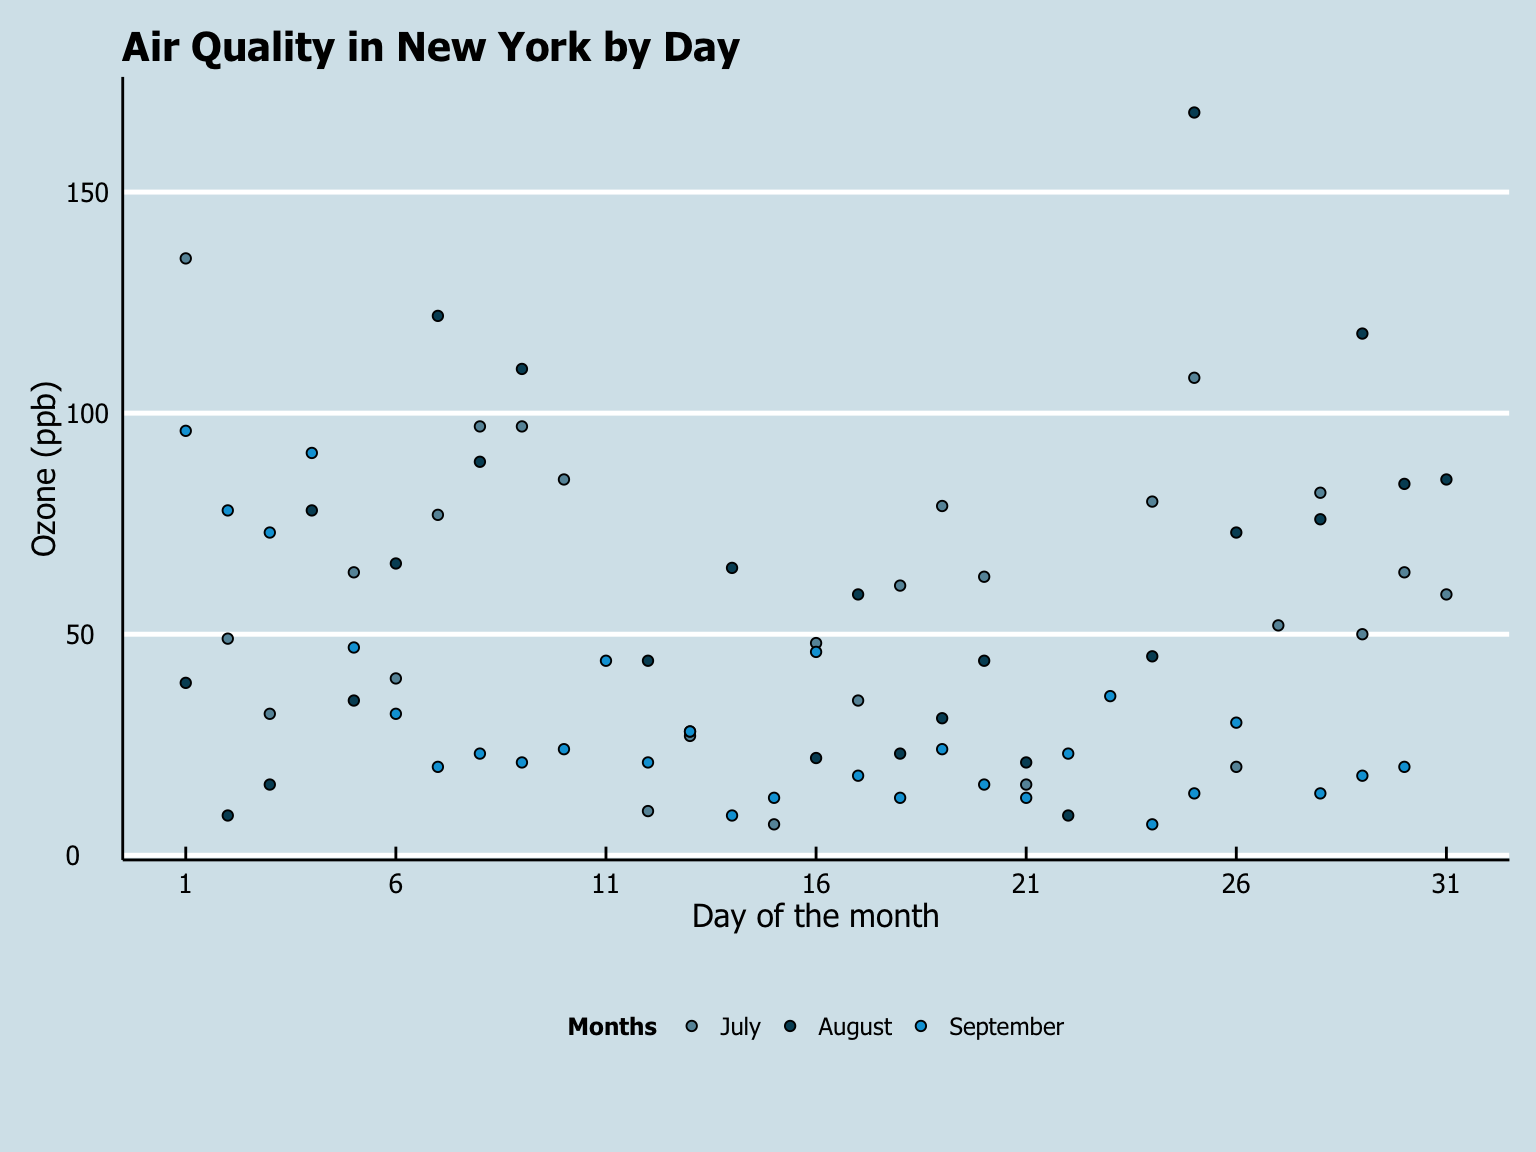 Air Quality in New York by Day
150
100
50
0
Ozone (ppb)
1 6 11 16 21 26 31
Day of the month
Months July August September